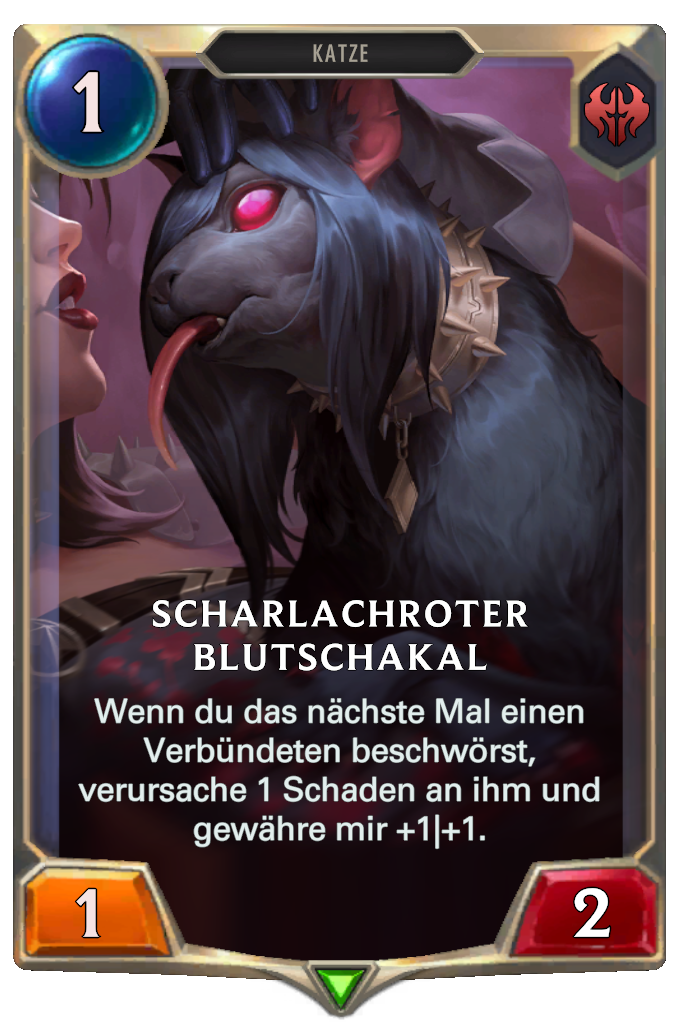 1
KATZE
SCHARLACHROTER
BLUTSCHAKAL
Wenn du das nächste Mal einen
Verbündeten beschwörst,
verursache 1 Schaden an ihm und
gewähre mir +1|+1.
1
2